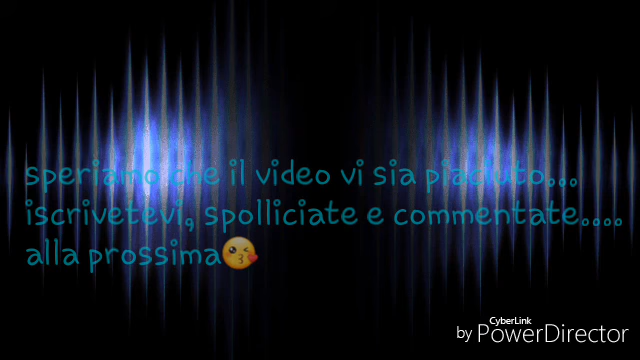 speriamo che il video vi sia piaciuto...
iscrivetevi, spolliciate e commentate....
alla prossima😘
CyberLink
by PowerDirector